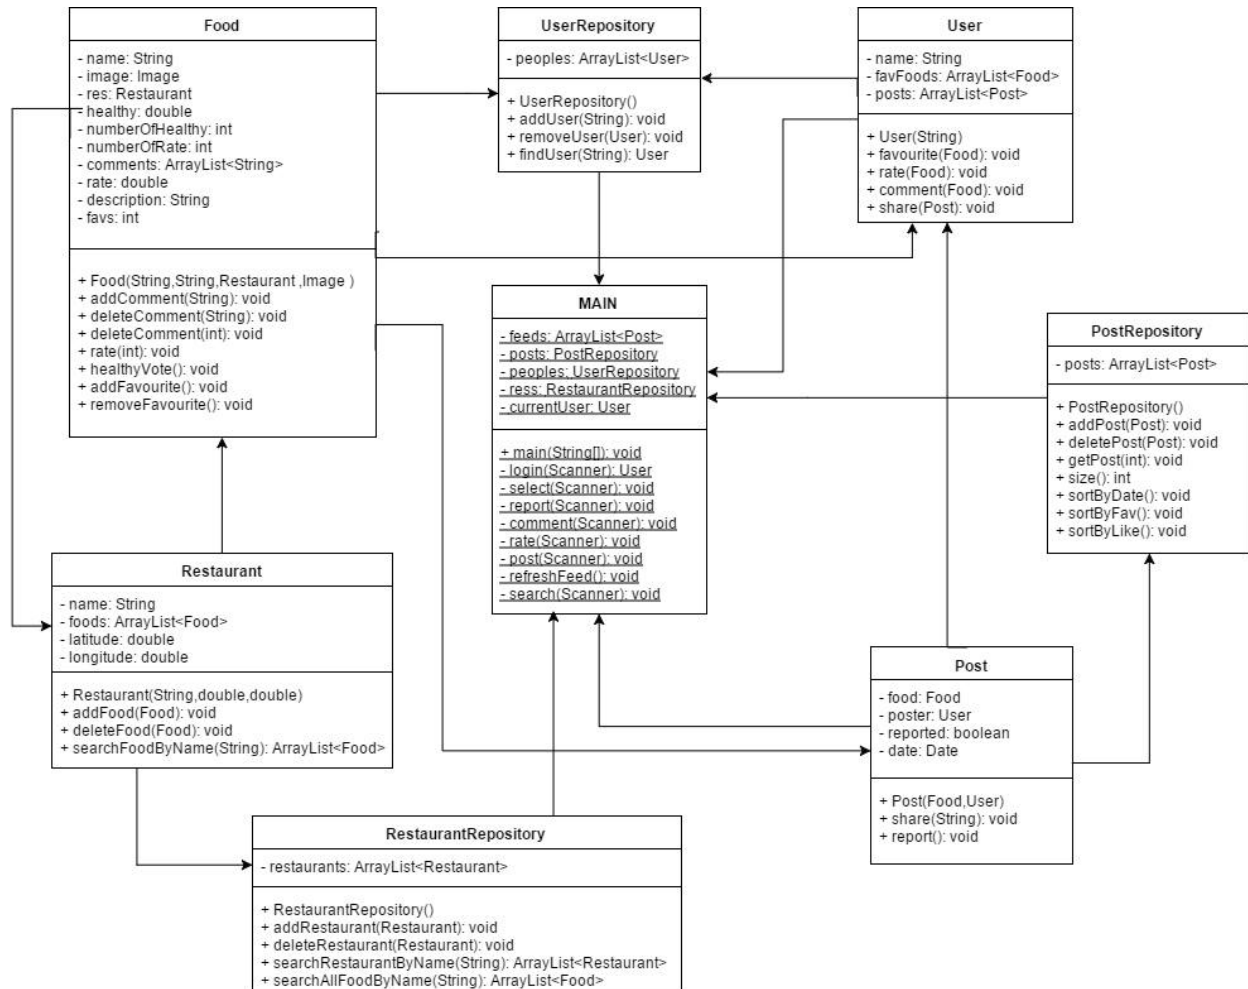 Food
- name: String
- image: Image
- res: Restaurant
- healthy: double
- numberOfHealthy: int
- numberOfRate: int
- comments: ArrayList<String>
- rate: double
- description: String
- favs: int
+ Food(String,String,Restaurant ,Image )
+ addComment(String): void
+ deleteComment(String): void
+ deleteComment(int): void
+ rate(int): void
+ healthyVote(): void
+ addFavourite(): void
+ removeFavourite(): void
UserRepository
- peoples: ArrayList<User>
+ UserRepository()
+ addUser(String): void
+ removeUser(User): void
+ findUser(String): User
User
- name: String
- favFoods: ArrayList<Food>
- posts: ArrayList<Post>
+ User(String)
+ favourite(Food): void
+ rate(Food): void
+ comment(Food): void
+ share(Post): void
MAIN
- feeds: ArrayList<Post>
- posts: PostRepository
- peoples: UserRepository
- ress: RestaurantRepository
- currentUser: User
+ main(String[]): void
- login(Scanner): User
- select(Scanner): void
- report(Scanner): void
- comment(Scanner): void
- rate(Scanner): void
- post(Scanner): void
- refreshFeed(): void
- search(Scanner): void
PostRepository
- posts: ArrayList<Post>
+ PostRepository()
+ addPost(Post): void
+ deletePost(Post): void
+ getPost(int): void
+ size(): int
+ sortByDate(): void
+ sortByFav(): void
+ sortByLike(): void
Restaurant
- name: String
- foods: ArrayList<Food>
- latitude: double
- longitude: double
+ Restaurant(String,double,double)
+ addFood(Food): void
+ deleteFood(Food): void
+ searchFoodByName(String): ArrayList<Food>
Post
- food: Food
- poster: User
- reported: boolean
- date: Date
+ Post(Food,User)
+ share(String): void
+ report(): void
RestaurantRepository
- restaurants: ArrayList<Restaurant>
+ RestaurantRepository()
+ addRestaurant(Restaurant): void
+ deleteRestaurant(Restaurant): void
+ searchRestaurantByName(String): ArrayList<Restaurant>
+ searchAllFoodByName(String): ArrayList<Food>